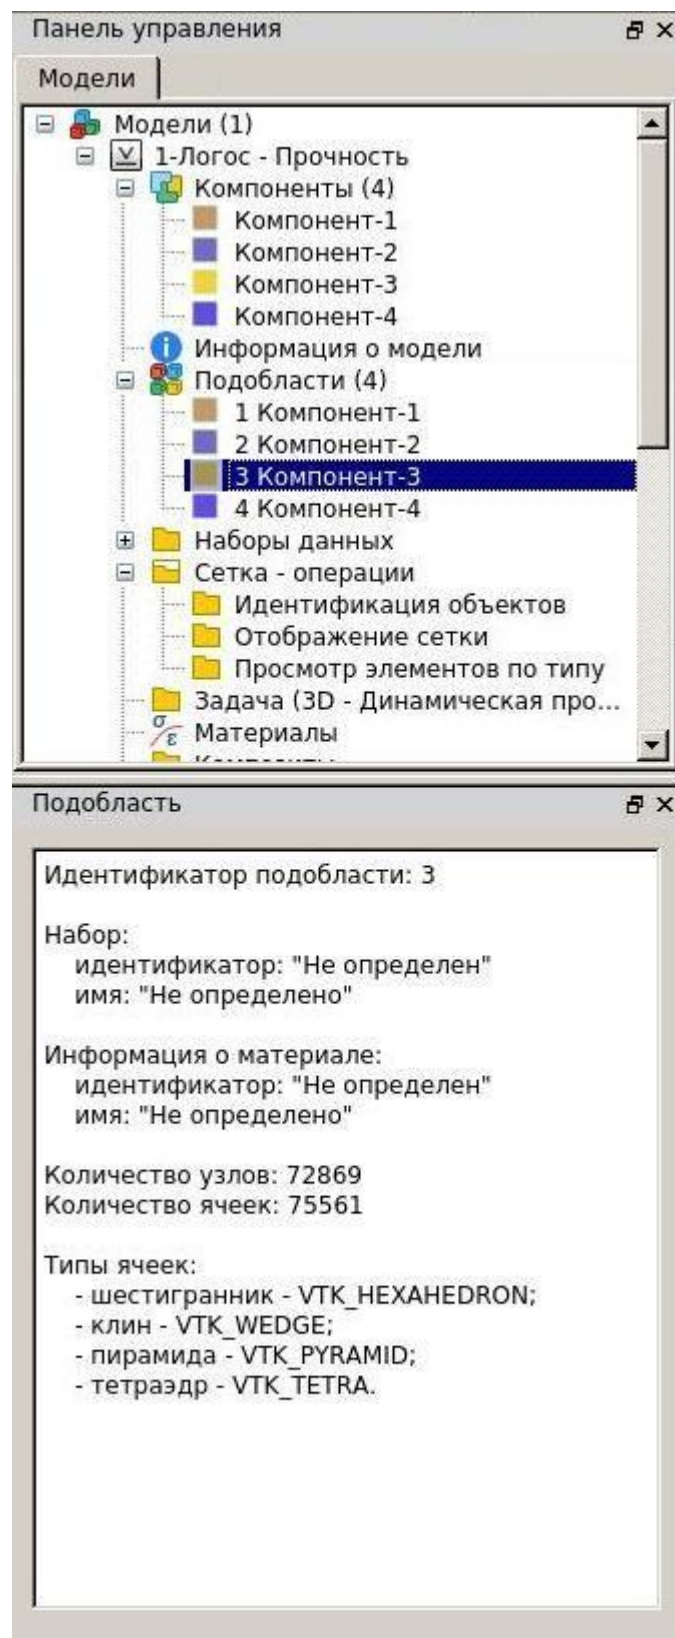 Панель управления
Модели
Модели (1)
1-Логос - Прочность
Компоненты (4)
Компонент-1
Компонент-2
Компонент-3
Компонент-4
Информация о модели
Подобласти (4)
1 Компонент-1
2 Компонент-2
3 Компонент-3
4 Компонент-4
Наборы данных
Сетка - операции
Идентификация объектов
Отображение сетки
Просмотр элементов по типу
Задача (3D - Динамическая про...
σ
ε Материалы
Подобласть
Идентификатор подобласти: 3
Набор:
идентификатор: "Не определен"
имя: "Не определено"
Информация о материале:
идентификатор: "Не определен"
имя: "Не определено"
Количество узлов: 72869
Количество ячеек: 75561
Типы ячеек:
- шестигранник - VTK_HEXAHEDRON;
- клин - VTK_WEDGE;
- пирамида - VTK_PYRAMID;
- тетраэдр - VTK_TETRA.